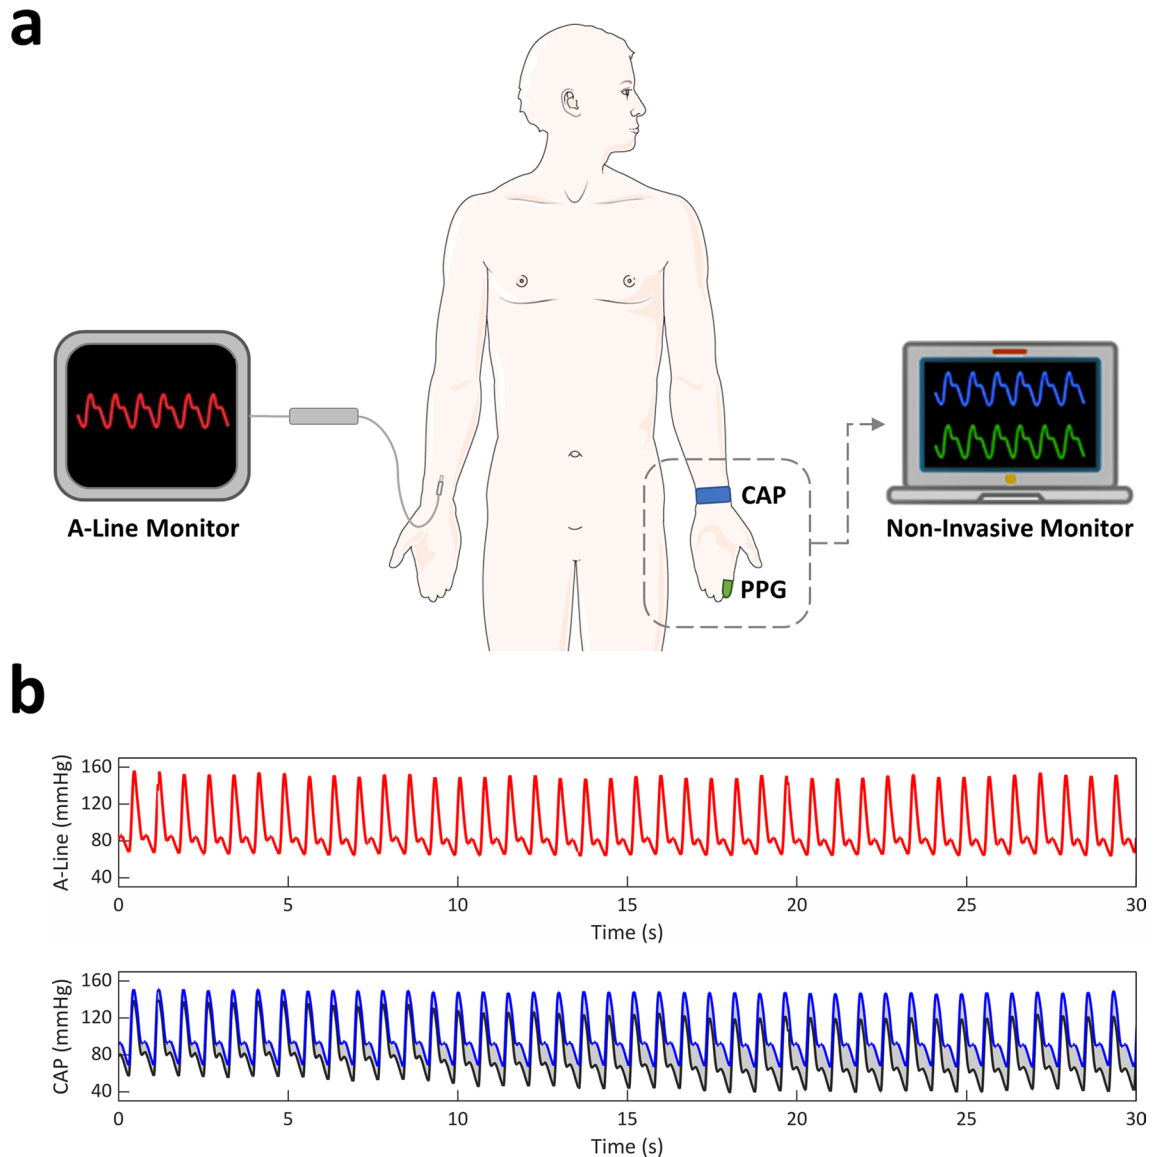 a
A-Line Monitor
CAP
PPG
Non-Invasive Monitor
b
A-Line (mmHg)
160
120
80
40
0 5 10 15 20 25 30
Time (s)
CAP (mmHg)
160
120
80
40
0 5 10 15 20 25 30
Time (s)